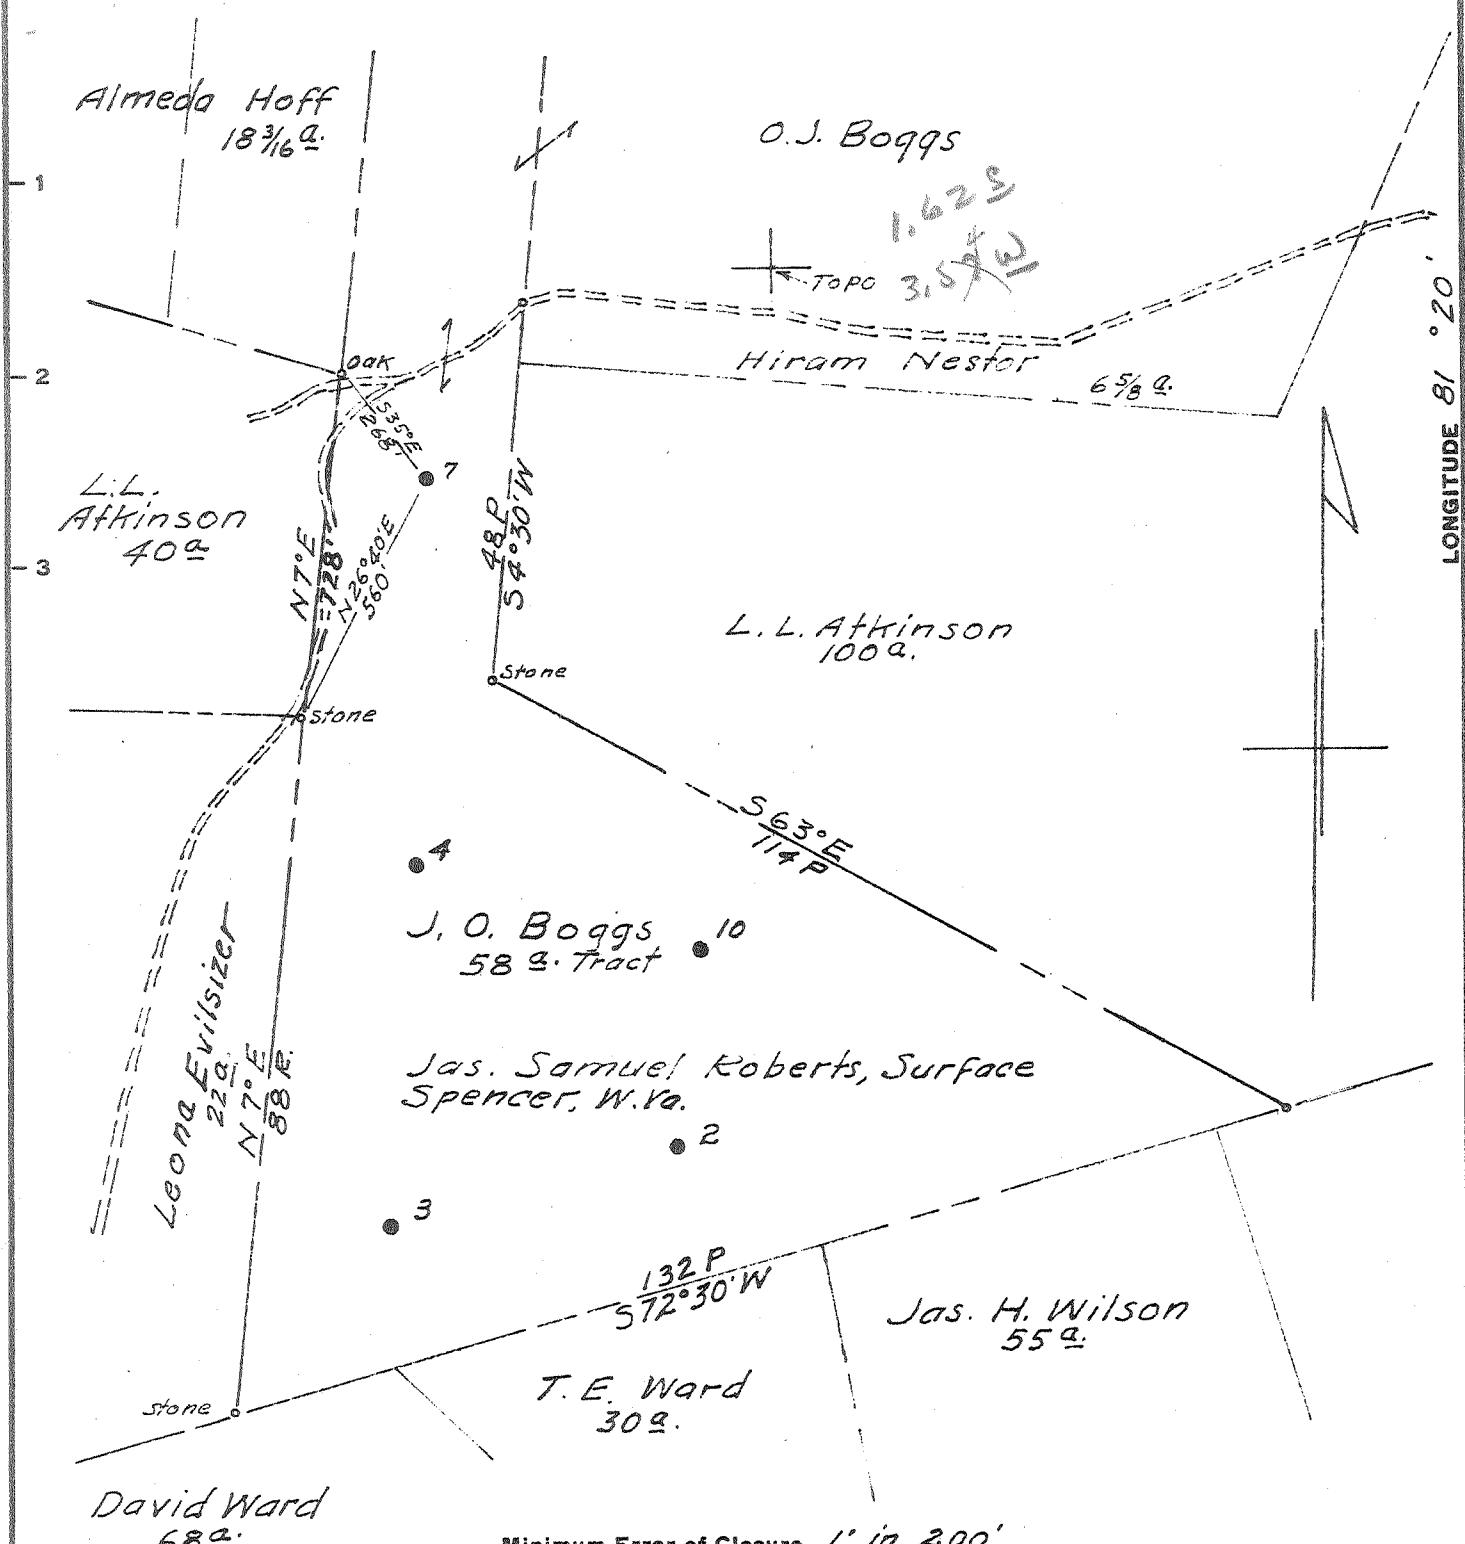 Almeda Hoff
18 3/16 a.
O.J. Boggs
1
1.62 S
4
3.5 W
TOPO
LONGITUDE 81 ° 20'
Oak
2
Hiram Nestor
6 5/8 a.
S35°E
268'
7
L.L.
Atkinson
40 a
48 P
S 4° 30' W
3
N 7° E
728'
N 26° 40' E
560'
L. L. Atkinson
100 a.
Stone
Stone
S 63° E
114 P
4
J. O. Boggs
58 a. Tract
10
Leona Evilsizer
22 a.
N 7° E
88 R.
Jas. Samuel Roberts, Surface
Spencer, W.Va.
2
3
132 P
S 72° 30' W
Jas. H. Wilson
55 a.
T. E. Ward
30 a.
stone
David Ward
68 a.
Minimum Error of Closure 1' in 200'